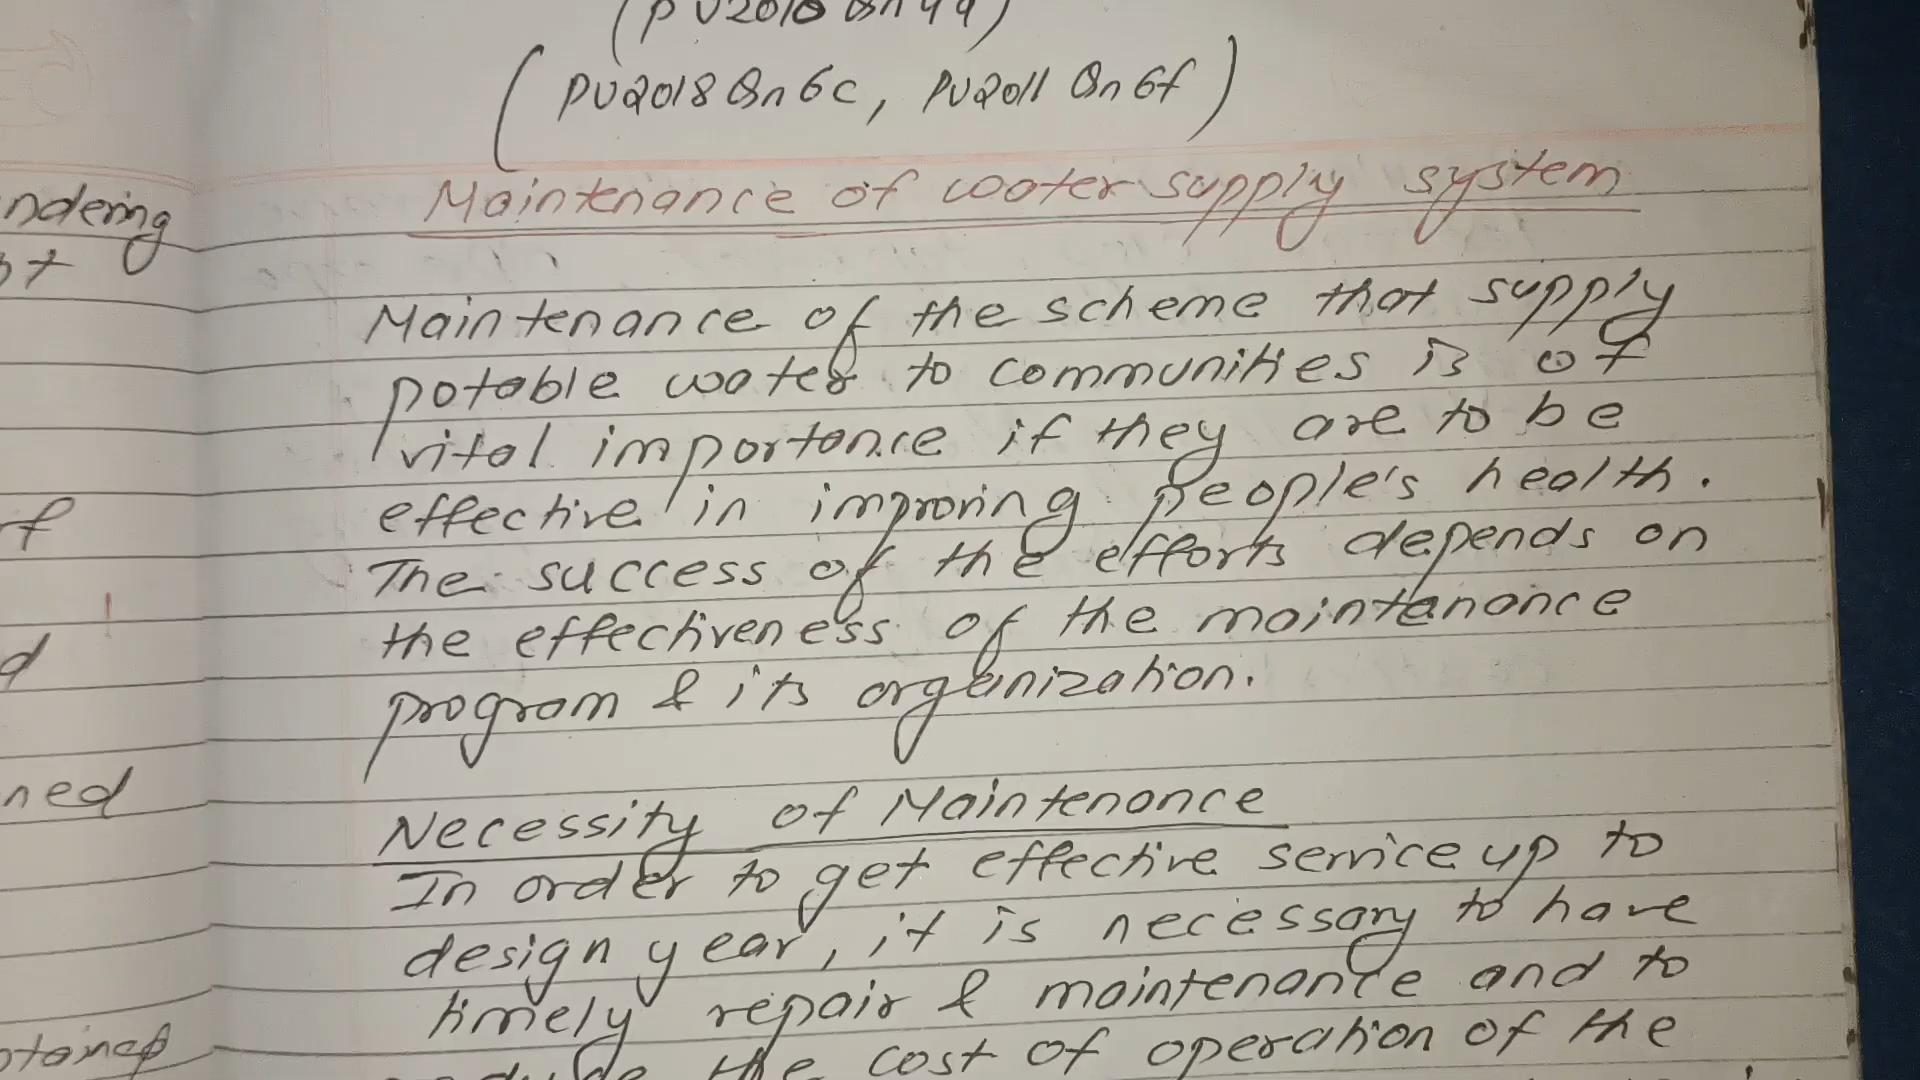 (PU2018 Qn 6c, PU2011 Qn 6f)
Maintenance of water supply system
ndering
Maintenance of the scheme that supply
potable water to communities is of
vital importance if they are to be
effective in improving people's health.
The success of the efforts depends on
the effectiveness of the maintenance
program & its organization.
ned
Necessity of Maintenance
In order to get effective service up to
design year, it is necessary to have
timely repair & maintenance and to
the cost of operation of the